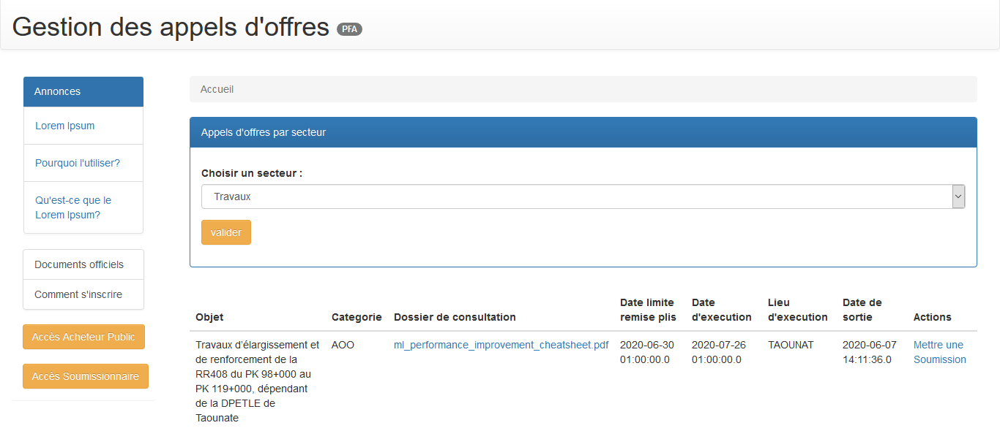 Gestion des appels d'offres PFA
Annonces
Lorem Ipsum
Pourquoi l'utiliser?
Qu'est-ce que le
Lorem Ipsum?
Documents officiels
Comment s'inscrire
Accès Acheteur Public
Accès Soumissionnaire
Accueil
Appels d'offres par secteur
Choisir un secteur :
Travaux
valider
Objet Categorie Dossier de consultation Date limite remise plis Date d'execution Lieu d'execution Date de sortie Actions
Travaux d’élargissement et AOO ml_performance_improvement_cheatsheet.pdf 2020-06-30 2020-07-26 TAOUNAT 2020-06-07 Mettre une
de renforcement de la 01:00:00.0 01:00:00.0 14:11:36.0 Soumission
RR408 du PK 98+000 au
PK 119+000, dépendant
de la DPETLE de
Taounate